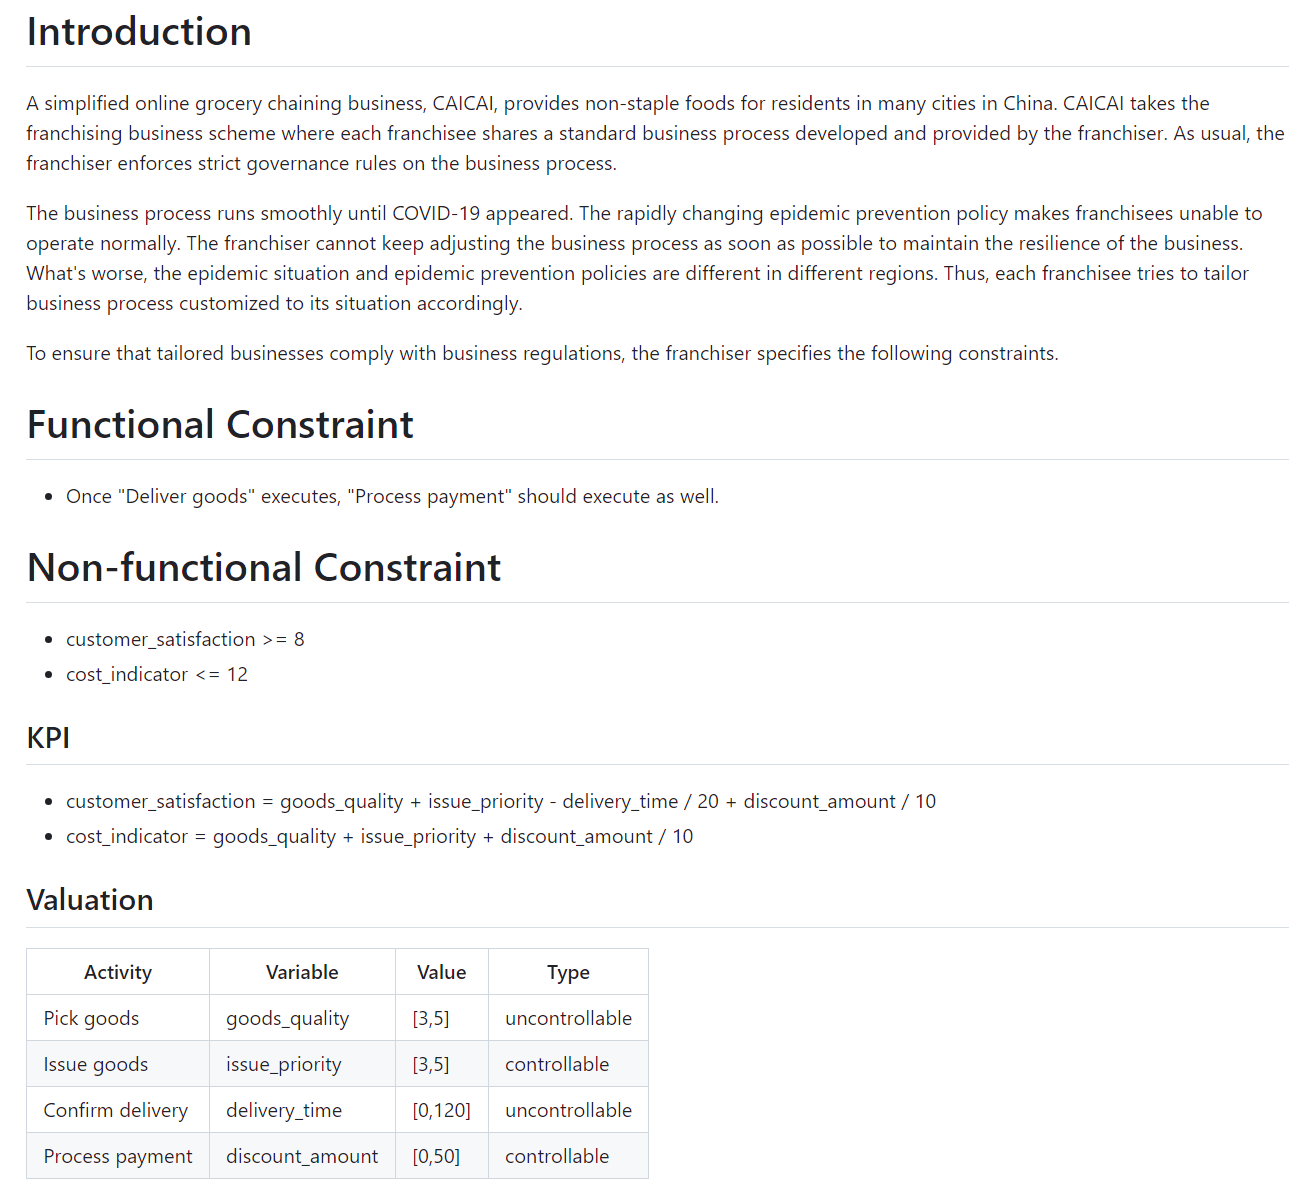 Introduction
A simplified online grocery chaining business, CAICAI, provides non-staple foods for residents in many cities in China. CAICAI takes the
franchising business scheme where each franchisee shares a standard business process developed and provided by the franchiser. As usual, the
franchiser enforces strict governance rules on the business process.
The business process runs smoothly until COVID-19 appeared. The rapidly changing epidemic prevention policy makes franchisees unable to
operate normally. The franchiser cannot keep adjusting the business process as soon as possible to maintain the resilience of the business.
What's worse, the epidemic situation and epidemic prevention policies are different in different regions. Thus, each franchisee tries to tailor
business process customized to its situation accordingly.
To ensure that tailored businesses comply with business regulations, the franchiser specifies the following constraints.
Functional Constraint
• Once "Deliver goods" executes, "Process payment" should execute as well.
Non-functional Constraint
• customer_satisfaction >= 8
• cost_indicator <= 12
KPI
• customer_satisfaction = goods_quality + issue_priority - delivery_time / 20 + discount_amount / 10
• cost_indicator = goods_quality + issue_priority + discount_amount / 10
Valuation
Activity Variable Value Type
Pick goods goods_quality [3,5] uncontrollable
Issue goods issue_priority [3,5] controllable
Confirm delivery delivery_time [0,120] uncontrollable
Process payment discount_amount [0,50] controllable